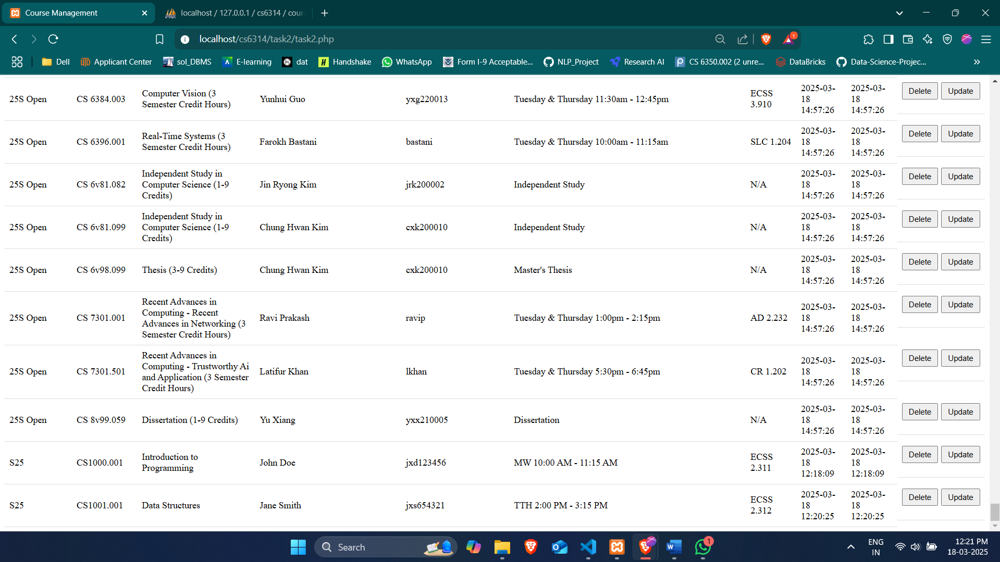 Course Management
localhost / 127.0.0.1 / cs6314 / cour
localhost/cs6314/task2/task2.php
1
Dell
Applicant Center
sol_DBMS
E-learning
dat
Handshake
WhatsApp
Form I-9 Acceptable...
NLP_Project
Research AI
CS 6350.002 (2 unre...
DataBricks
Data-Science-Projec...
25S Open CS 6384.003 Computer Vision (3 Semester Credit Hours) Yunhui Guo yxg220013 Tuesday & Thursday 11:30am - 12:45pm ECSS 3.910 2025-03-18 14:57:26 2025-03-18 14:57:26 Delete Update
25S Open CS 6396.001 Real-Time Systems (3 Semester Credit Hours) Farokh Bastani bastani Tuesday & Thursday 10:00am - 11:15am SLC 1.204 2025-03-18 14:57:26 2025-03-18 14:57:26 Delete Update
25S Open CS 6v81.082 Independent Study in Computer Science (1-9 Credits) Jin Ryong Kim jrk200002 Independent Study N/A 2025-03-18 14:57:26 2025-03-18 14:57:26 Delete Update
25S Open CS 6v81.099 Independent Study in Computer Science (1-9 Credits) Chung Hwan Kim cxk200010 Independent Study N/A 2025-03-18 14:57:26 2025-03-18 14:57:26 Delete Update
25S Open CS 6v98.099 Thesis (3-9 Credits) Chung Hwan Kim cxk200010 Master's Thesis N/A 2025-03-18 14:57:26 2025-03-18 14:57:26 Delete Update
25S Open CS 7301.001 Recent Advances in Computing - Recent Advances in Networking (3 Semester Credit Hours) Ravi Prakash ravip Tuesday & Thursday 1:00pm - 2:15pm AD 2.232 2025-03-18 14:57:26 2025-03-18 14:57:26 Delete Update
25S Open CS 7301.501 Recent Advances in Computing - Trustworthy Ai and Application (3 Semester Credit Hours) Latifur Khan lkhan Tuesday & Thursday 5:30pm - 6:45pm CR 1.202 2025-03-18 14:57:26 2025-03-18 14:57:26 Delete Update
25S Open CS 8v99.059 Dissertation (1-9 Credits) Yu Xiang yxx210005 Dissertation N/A 2025-03-18 14:57:26 2025-03-18 14:57:26 Delete Update
S25 CS1000.001 Introduction to Programming John Doe jxd123456 MW 10:00 AM - 11:15 AM ECSS 2.311 2025-03-18 12:18:09 2025-03-18 12:18:09 Delete Update
S25 CS1001.001 Data Structures Jane Smith jxs654321 TTH 2:00 PM - 3:15 PM ECSS 2.312 2025-03-18 12:20:25 2025-03-18 12:20:25 Delete Update
Search
1
ENG
IN
12:21 PM
18-03-2025